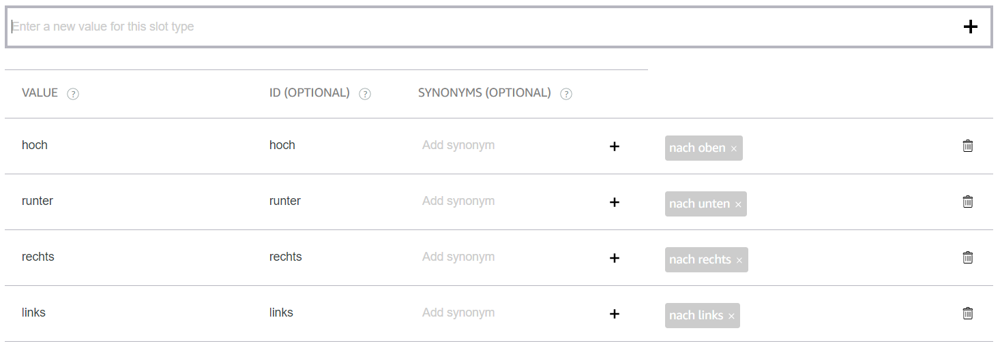 Enter a new value for this slot type
VALUE ? ID (OPTIONAL) ? SYNONYMS (OPTIONAL) ?
hoch hoch Add synonym nach oben ×
runter runter Add synonym nach unten ×
rechts rechts Add synonym nach rechts ×
links links Add synonym nach links ×